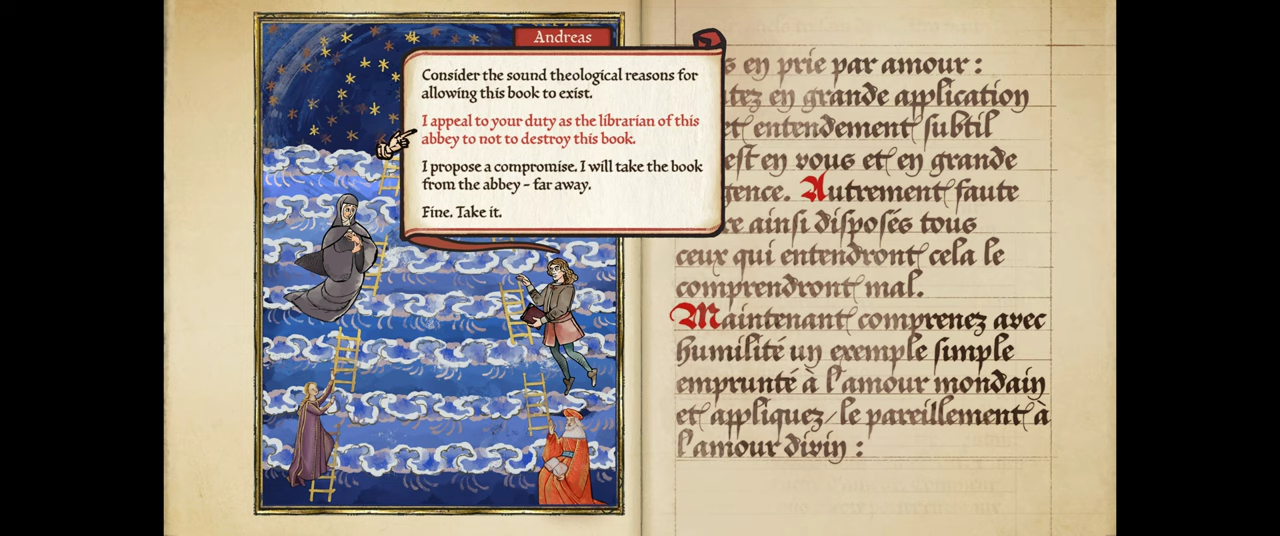 Andreas
Consider the sound theological reasons for
allowing this book to exist.
I appeal to your duty as the librarian of this
abbey to not to destroy this book.
I propose a compromise. I will take the book
from the abbey – far away.
Fine. Take it.
s en prie par amour :
tez en grande application
et entendement subtil
est en vous et en grande
gence. Autrement faute
re ainsi disposés tous
ceux qui entendront cela le
comprendront mal.
Maintenant comprenez avec
humilité un exemple simple
emprunté à l'amour mondain
et appliquez/le pareillement à
l'amour divin :